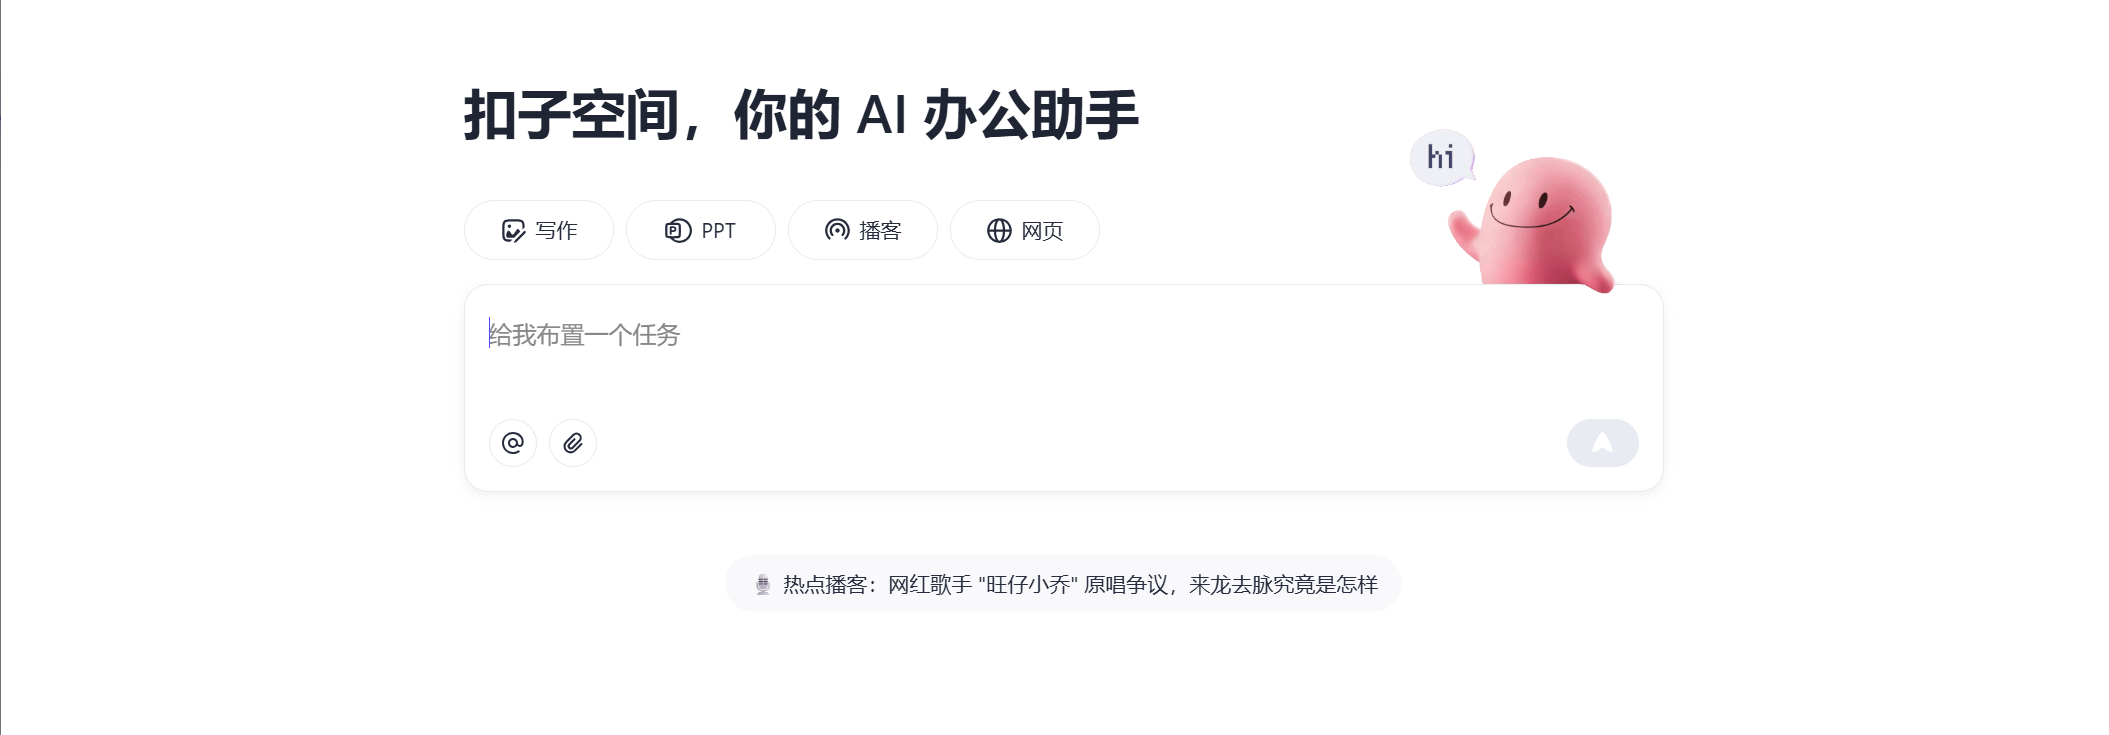 扣子空间，你的 AI 办公助手
hi
写作 PPT 播客 网页
给我布置一个任务
热点播客：网红歌手 "旺仔小乔" 原唱争议，来龙去脉究竟是怎样